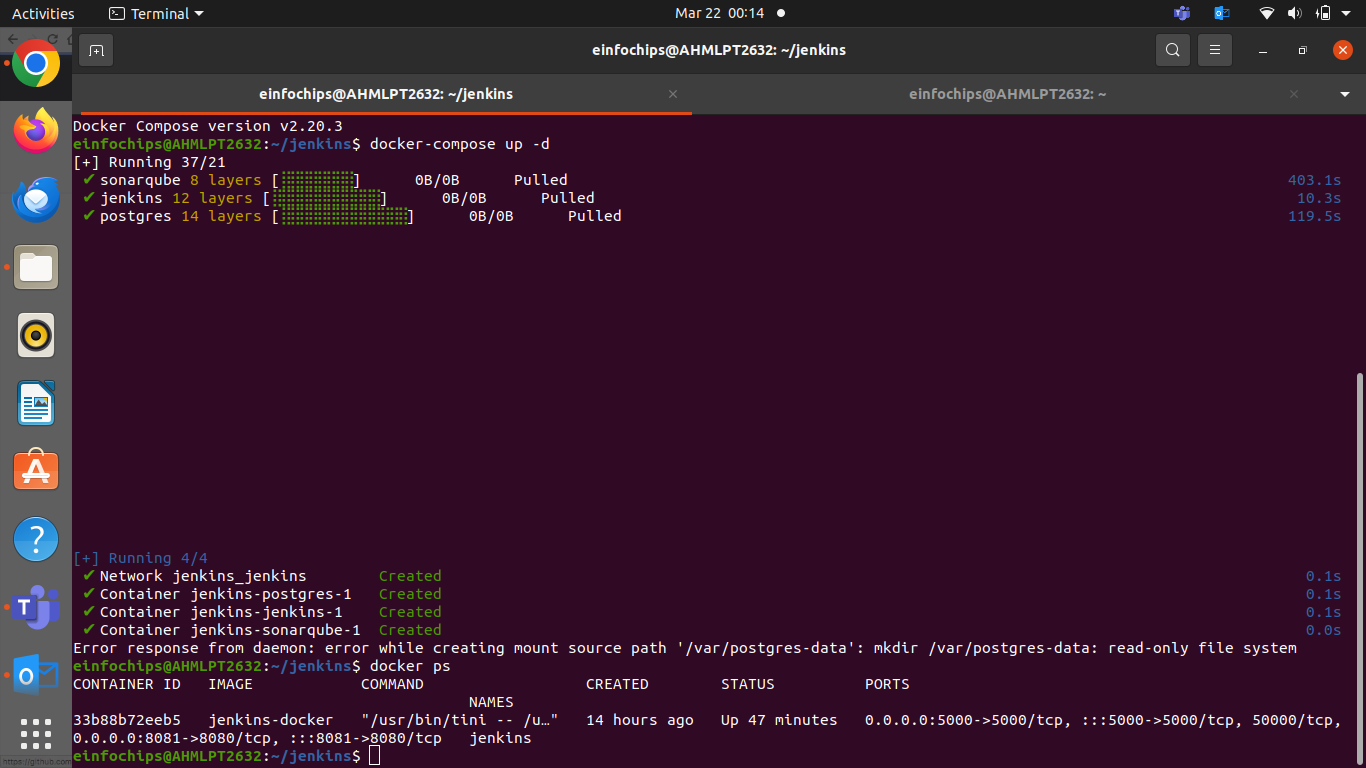 Activities Terminal Mar 22 00:14
einfochips@AHMLPT2632: ~/jenkins
einfochips@AHMLPT2632: ~/jenkins × einfochips@AHMLPT2632: ~ ×
Docker Compose version v2.20.3
einfochips@AHMLPT2632:~/jenkins$ docker-compose up -d
[+] Running 37/21
✔ sonarqube 8 layers [⣿⣿⣿⣿⣿⣿⣿⣿] 0B/0B Pulled 403.1s
✔ jenkins 12 layers [⣿⣿⣿⣿⣿⣿⣿⣿⣿⣿⣿⣿] 0B/0B Pulled 10.3s
✔ postgres 14 layers [⣿⣿⣿⣿⣿⣿⣿⣿⣿⣿⣿⣿⣿⣿] 0B/0B Pulled 119.5s
[+] Running 4/4
✔ Network jenkins_jenkins Created 0.1s
✔ Container jenkins-postgres-1 Created 0.1s
✔ Container jenkins-jenkins-1 Created 0.1s
✔ Container jenkins-sonarqube-1 Created 0.0s
Error response from daemon: error while creating mount source path '/var/postgres-data': mkdir /var/postgres-data: read-only file system
einfochips@AHMLPT2632:~/jenkins$ docker ps
CONTAINER ID IMAGE COMMAND CREATED STATUS PORTS
NAMES
33b88b72eeb5 jenkins-docker "/usr/bin/tini -- /u…" 14 hours ago Up 47 minutes 0.0.0.0:5000->5000/tcp, :::5000->5000/tcp, 50000/tcp,
0.0.0.0:8081->8080/tcp, :::8081->8080/tcp jenkins
einfochips@AHMLPT2632:~/jenkins$
https://github.com